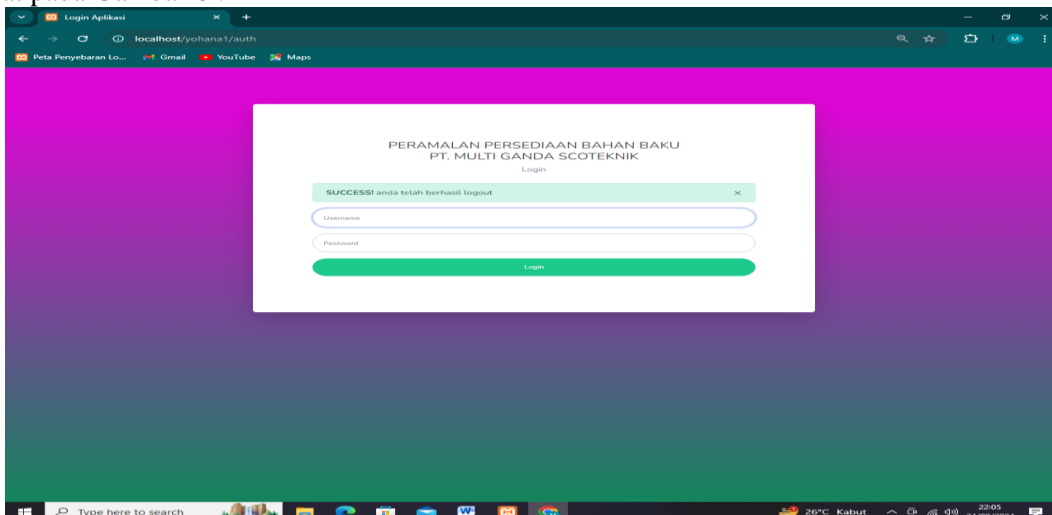 pada
Login Aplikasi
localhost/yohana1/auth
M
Peta Penyebaran Lo... Gmail YouTube Maps
PERAMALAN PERSEDIAAN BAHAN BAKU
PT. MULTI GANDA SCOTEKNIK
Login
SUCCESS! anda telah berhasil logout
Username
Password
Login
Type here to search
26°C Kabut
22:05